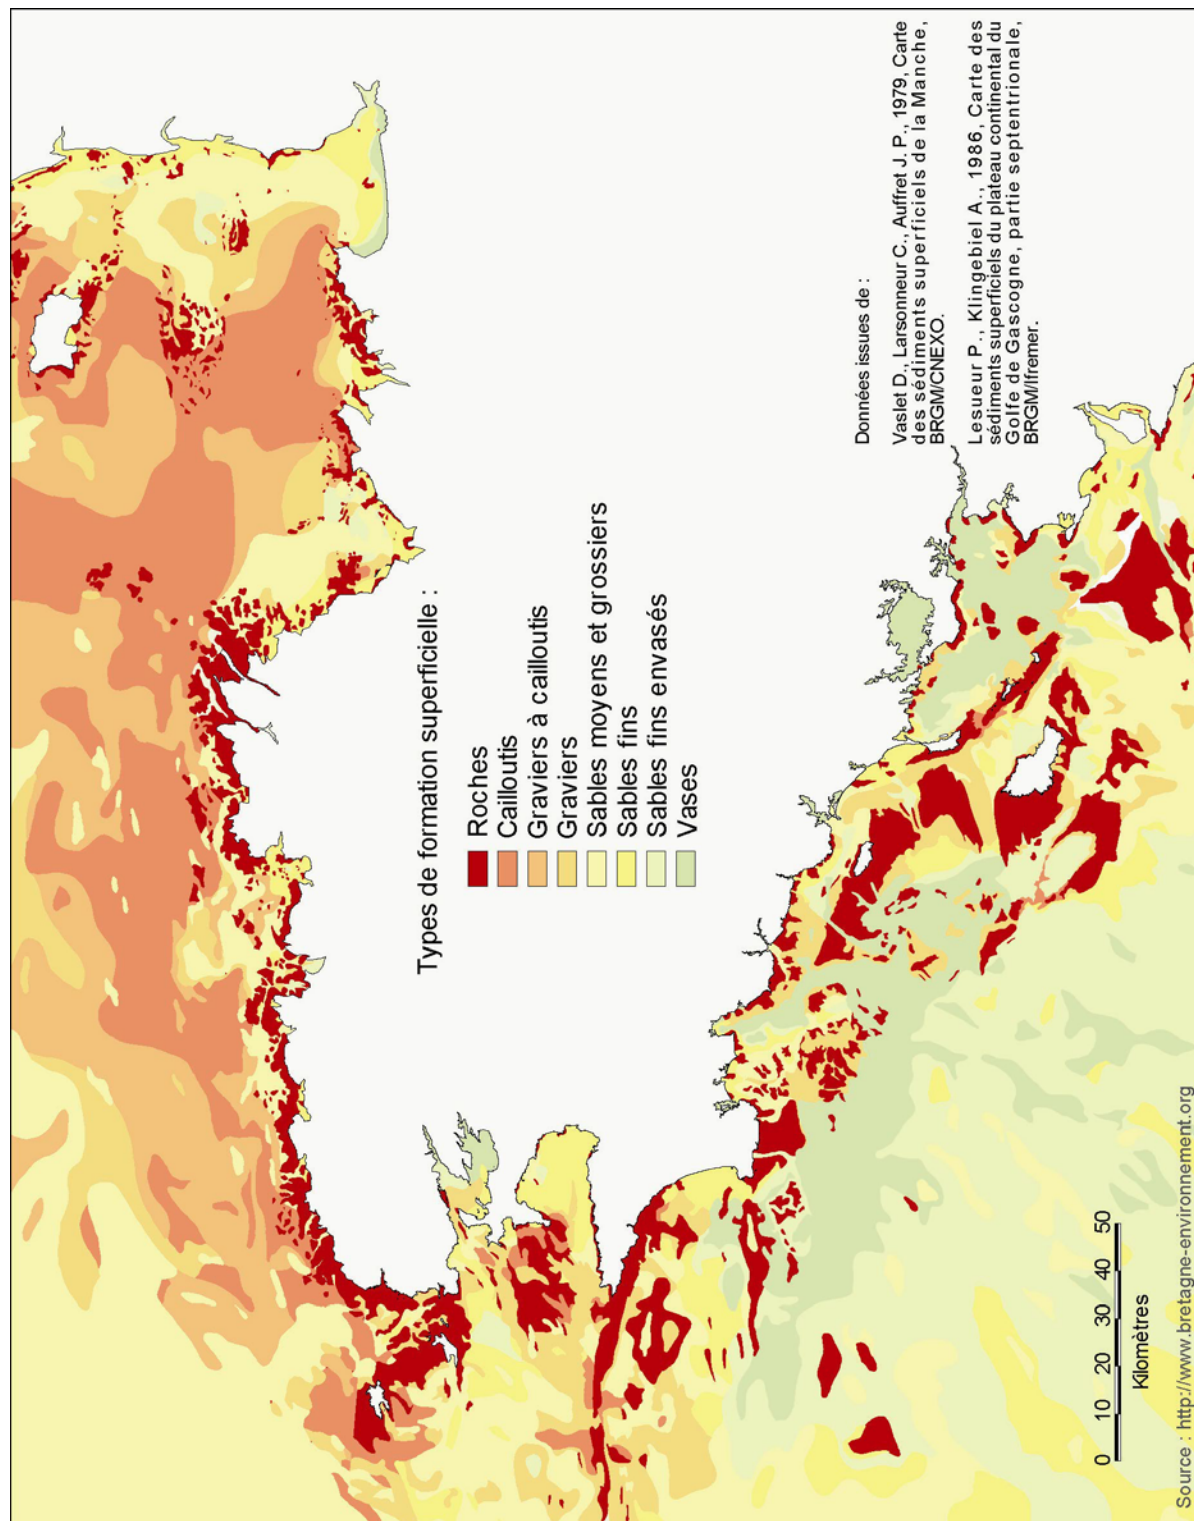 Types de formation superficielle :
Roches
Cailloutis
Graviers à cailloutis
Graviers
Sables moyens et grossiers
Sables fins
Sables fins envasés
Vases
Données issues de :
Vaslet D., Larsonneur C., Auffret J. P., 1979, Carte
des sédiments superficiels de la Manche,
BRGM/CNEXO.
Lesueur P., Klingebiel A., 1986, Carte des
sédiments superficiels du plateau continental du
Golfe de Gascogne, partie septentrionale,
BRGM/Ifremer.
0 10 20 30 40 50
Kilomètres
Source : http://www.bretagne-environnement.org